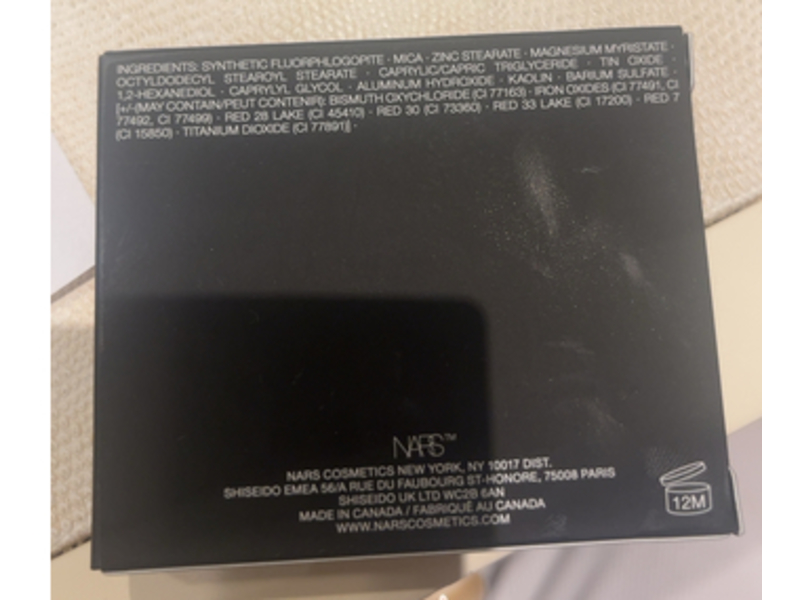 INGREDIENTS: SYNTHETIC FLUORPHLOGOPITE · MICA · ZINC STEARATE · MAGNESIUM MYRISTATE ·
OCTYLDODECYL STEAROYL STEARATE · CAPRYLIC/CAPRIC TRIGLYCERIDE · TIN OXIDE ·
1,2-HEXANEDIOL · CAPRYLYL GLYCOL · ALUMINUM HYDROXIDE · KAOLIN · BARIUM SULFATE ·
[+/-(MAY CONTAIN/PEUT CONTENIR): BISMUTH OXYCHLORIDE (CI 77163) · IRON OXIDES (CI 77491, CI
77492, CI 77499) · RED 28 LAKE (CI 45410) · RED 30 (CI 73360) · RED 33 LAKE (CI 17200) · RED 7
(CI 15850) · TITANIUM DIOXIDE (CI 77891)] ·
NARS™
NARS COSMETICS NEW YORK, NY 10017 DIST.
SHISEIDO EMEA 56/A RUE DU FAUBOURG ST-HONORE, 75008 PARIS
SHISEIDO UK LTD WC2B 6AN
MADE IN CANADA / FABRIQUÉ AU CANADA
WWW.NARSCOSMETICS.COM
12M